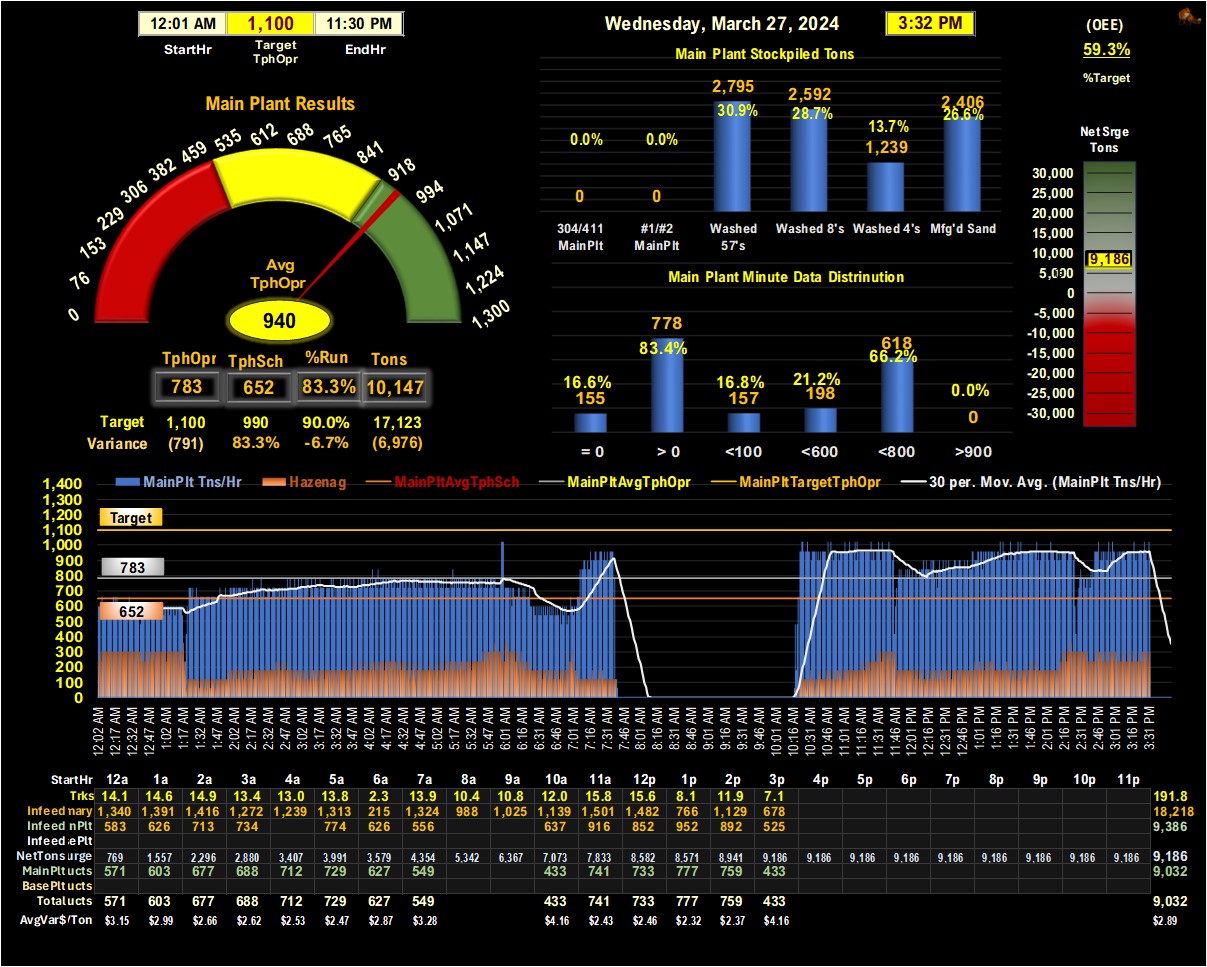 12:01 AM 1,100 11:30 PM
StartHr Target TphOpr EndHr
Wednesday, March 27, 2024 3:32 PM
(OEE)
59.3%
%Target
Main Plant Results
0 76 153 229 306 382 459 535 612 688 765 841 918 994 1,071 1,147 1,224 1,300
Avg
TphOpr
940
TphOpr TphSch %Run Tons
783 652 83.3% 10,147
Target 1,100 990 90.0% 17,123
Variance (791) 83.3% -6.7% (6,976)
Main Plant Stockpiled Tons
2,795 2,592 2,406
30.9% 28.7% 26.6%
0.0% 0.0% 13.7%
1,239
0 0
304/411 MainPlt #1/#2 MainPlt Washed 57's Washed 8's Washed 4's Mfg'd Sand
Main Plant Minute Data Distrinution
778
83.4%
618
66.2%
16.6% 16.8% 21.2% 0.0%
155 157 198 0
= 0 > 0 <100 <600 <800 >900
NetSrge
Tons
30,000
25,000
20,000
15,000
10,000
9,186
5,000
0
-5,000
-10,000
-15,000
-20,000
-25,000
-30,000
MainPlt Tns/Hr Hazenag MainPltAvgTphSch MainPltAvgTphOpr MainPltTargetTphOpr 30 per. Mov. Avg. (MainPlt Tns/Hr)
1,400
1,300
1,200
1,100
1,000
900
800
700
600
500
400
300
200
100
0
Target
783
652
12:02 AM 12:17 AM 12:32 AM 12:47 AM 1:02 AM 1:17 AM 1:32 AM 1:47 AM 2:02 AM 2:17 AM 2:32 AM 2:47 AM 3:02 AM 3:17 AM 3:32 AM 3:47 AM 4:02 AM 4:17 AM 4:32 AM 4:47 AM 5:02 AM 5:17 AM 5:32 AM 5:47 AM 6:01 AM 6:16 AM 6:31 AM 6:46 AM 7:01 AM 7:16 AM 7:31 AM 7:46 AM 8:01 AM 8:16 AM 8:31 AM 8:46 AM 9:01 AM 9:16 AM 9:31 AM 9:46 AM 10:01 AM 10:16 AM 10:31 AM 10:46 AM 11:01 AM 11:16 AM 11:31 AM 11:46 AM 12:01 PM 12:16 PM 12:31 PM 12:46 PM 1:01 PM 1:16 PM 1:31 PM 1:46 PM 2:01 PM 2:16 PM 2:31 PM 2:46 PM 3:01 PM 3:16 PM 3:31 PM
StartHr 12a 1a 2a 3a 4a 5a 6a 7a 8a 9a 10a 11a 12p 1p 2p 3p 4p 5p 6p 7p 8p 9p 10p 11p
Trks 14.1 14.6 14.9 13.4 13.0 13.8 2.3 13.9 10.4 10.8 12.0 15.8 15.6 8.1 11.9 7.1 191.8
Infeed nary 1,340 1,391 1,416 1,272 1,239 1,313 215 1,324 988 1,025 1,139 1,501 1,482 766 1,129 678 18,218
Infeed nPlt 583 626 713 734 774 626 556 637 916 852 952 892 525 9,386
Infeed ePlt
NetTons urge 769 1,557 2,296 2,880 3,407 3,991 3,579 4,354 5,342 6,367 7,073 7,833 8,582 8,571 8,941 9,186 9,186 9,186 9,186 9,186 9,186 9,186 9,186 9,186 9,186
MainPlt ucts 571 603 677 688 712 729 627 549 433 741 733 777 759 433 9,032
BasePlt ucts
Total ucts 571 603 677 688 712 729 627 549 433 741 733 777 759 433 9,032
AvgVar$/Ton $3.15 $2.99 $2.66 $2.62 $2.53 $2.47 $2.87 $3.28 $4.16 $2.43 $2.46 $2.32 $2.37 $4.16 $2.89